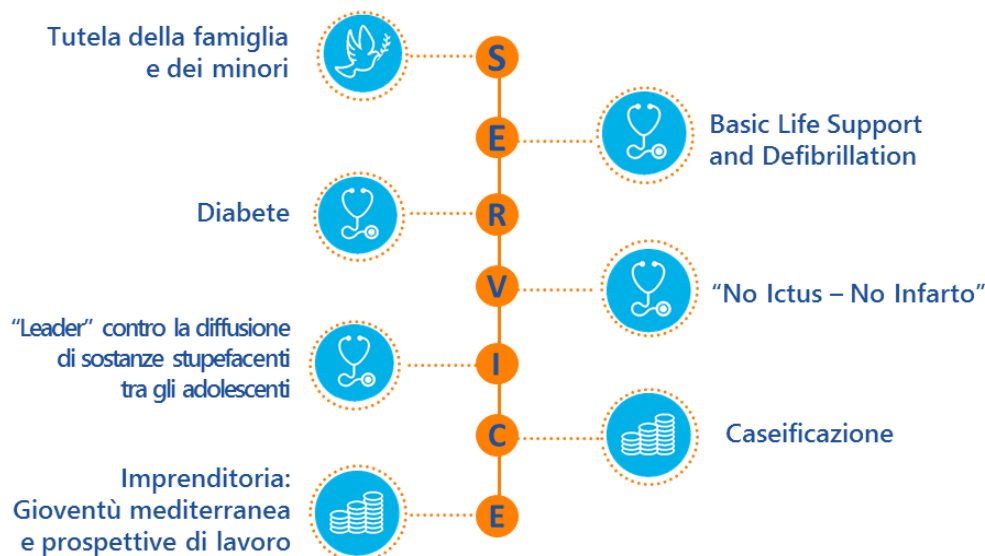 Tutela della famiglia
e dei minori
S
E
Basic Life Support
and Defibrillation
Diabete
R
V
“No Ictus – No Infarto”
“Leader” contro la diffusione
di sostanze stupefacenti
tra gli adolescenti
I
C
Caseificazione
Imprenditoria:
Gioventù mediterranea
e prospettive di lavoro
E